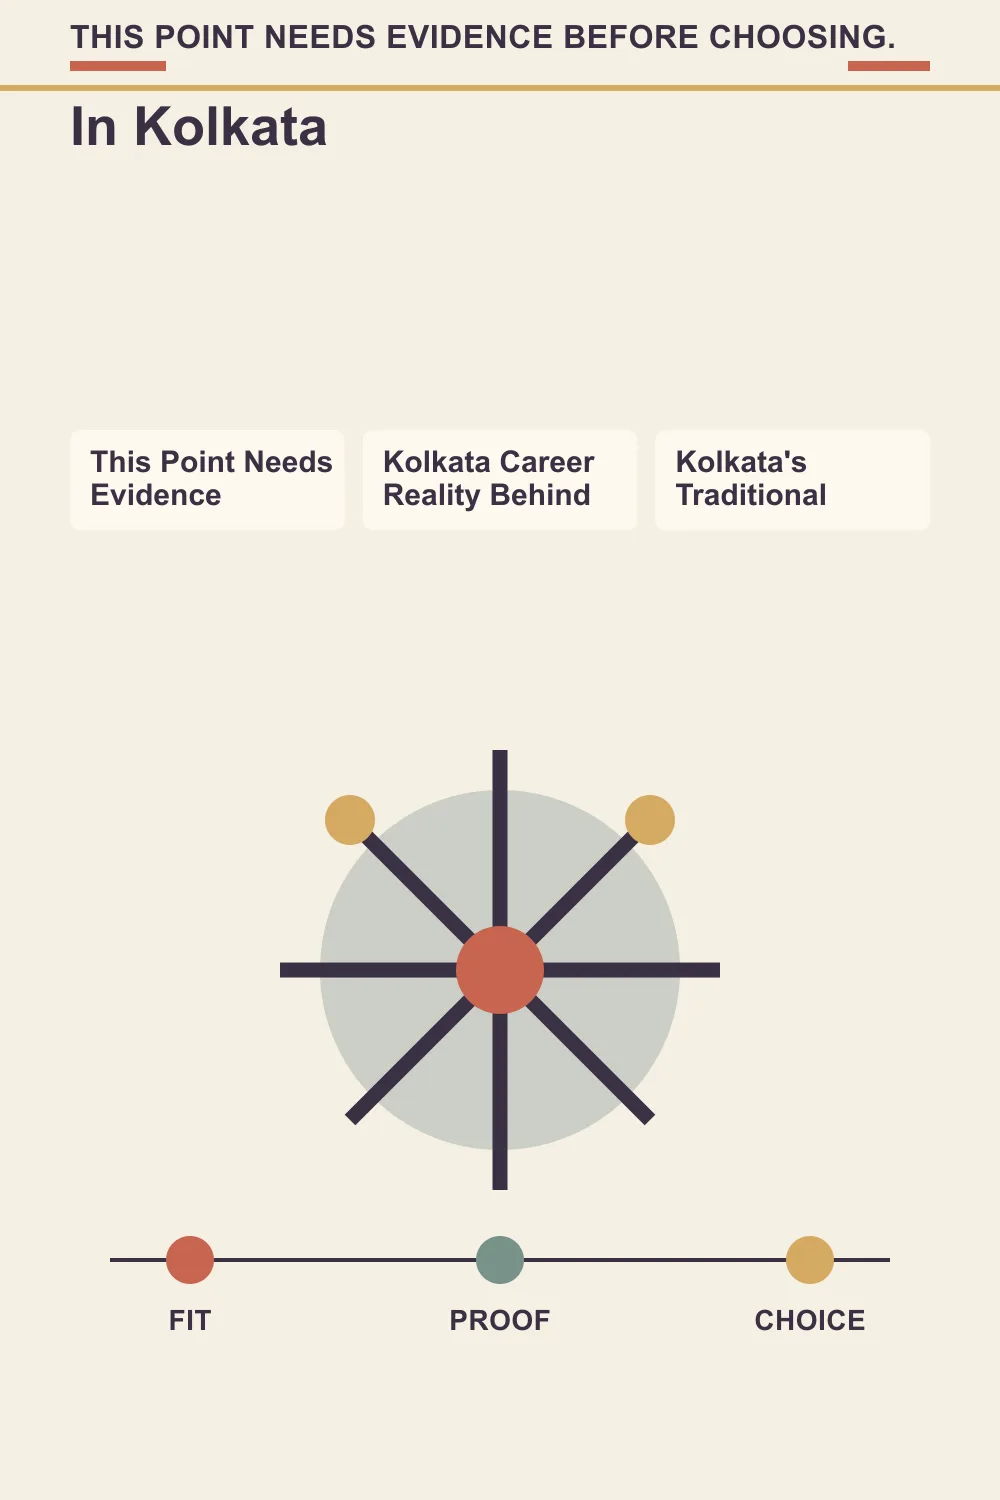 THIS POINT NEEDS EVIDENCE BEFORE CHOOSING.
In Kolkata
This Point Needs
Evidence
Kolkata Career
Reality Behind
Kolkata's
Traditional
FIT
PROOF
CHOICE